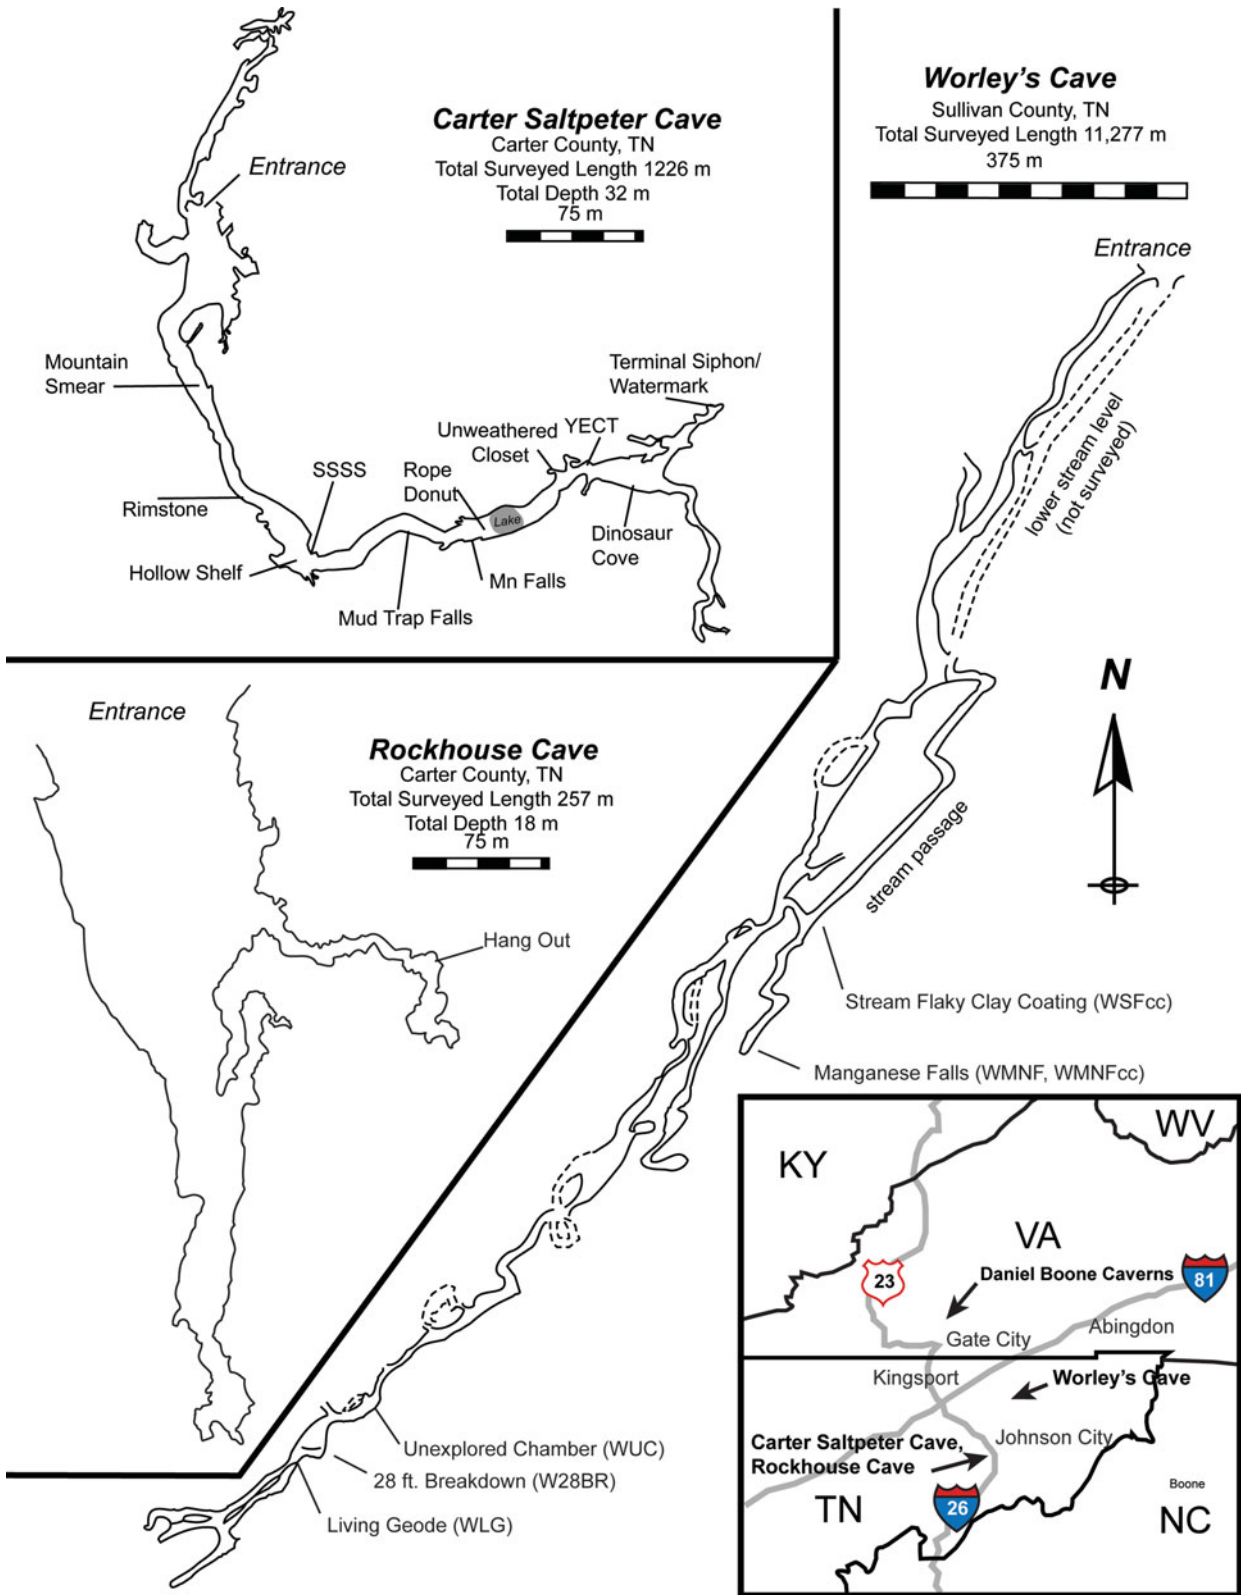 Carter Saltpeter Cave
Carter County, TN
Total Surveyed Length 1226 m
Total Depth 32 m
75 m
Entrance
Mountain
Smear
Rimstone
Hollow Shelf
SSSS
Mud Trap Falls
Rope
Donut
Lake
Mn Falls
Unweathered
Closet
YECT
Terminal Siphon/
Watermark
Dinosaur
Cove
Worley's Cave
Sullivan County, TN
Total Surveyed Length 11,277 m
375 m
Entrance
lower stream level
(not surveyed)
N
stream passage
Stream Flaky Clay Coating (WSFcc)
Manganese Falls (WMNF, WMNFcc)
Unexplored Chamber (WUC)
28 ft. Breakdown (W28BR)
Living Geode (WLG)
Rockhouse Cave
Carter County, TN
Total Surveyed Length 257 m
Total Depth 18 m
75 m
Entrance
Hang Out
KY
WV
VA
23
Daniel Boone Caverns
81
Gate City
Abingdon
Kingsport
Worley's Cave
Carter Saltpeter Cave,
Rockhouse Cave
Johnson City
TN
26
Boone
NC